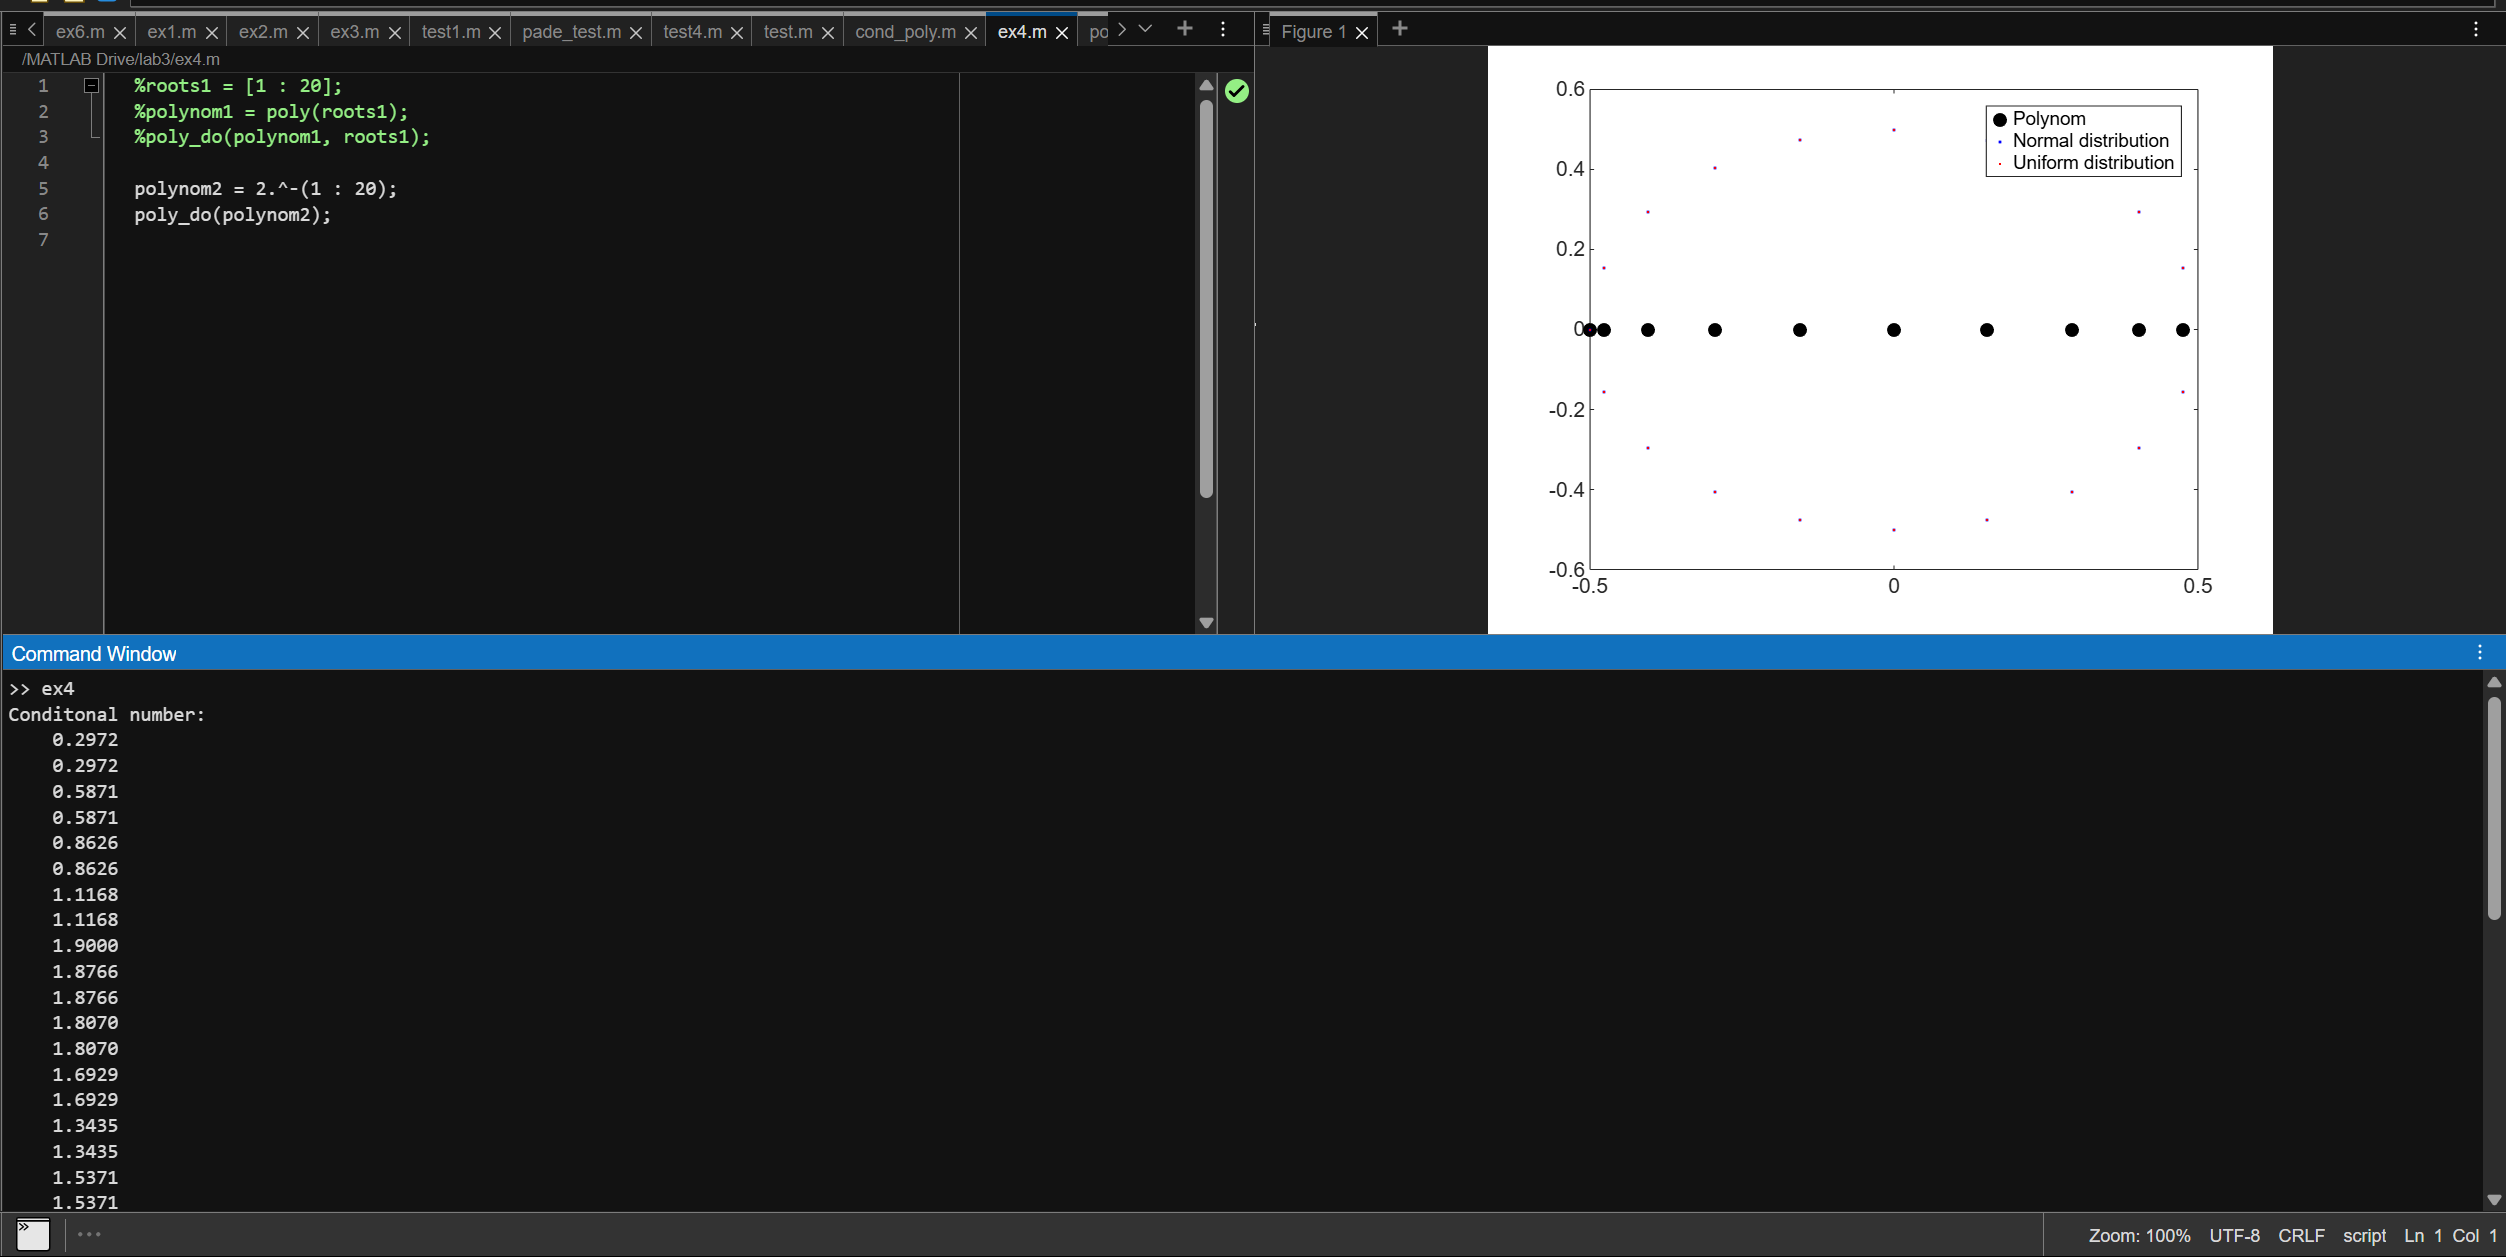 ex6.m ex1.m ex2.m ex3.m test1.m pade_test.m test4.m test.m cond_poly.m ex4.m po
/MATLAB Drive/lab3/ex4.m
1 %roots1 = [1 : 20];
2 %polynom1 = poly(roots1);
3 %poly_do(polynom1, roots1);
4
5 polynom2 = 2.^-(1 : 20);
6 poly_do(polynom2);
7
Figure 1
0.6
0.4
0.2
0
-0.2
-0.4
-0.6
-0.5 0 0.5
Polynom
Normal distribution
Uniform distribution
Command Window
>> ex4
Conditonal number:
0.2972
0.2972
0.5871
0.5871
0.8626
0.8626
1.1168
1.1168
1.9000
1.8766
1.8766
1.8070
1.8070
1.6929
1.6929
1.3435
1.3435
1.5371
1.5371
Zoom: 100% UTF-8 CRLF script Ln 1 Col 1